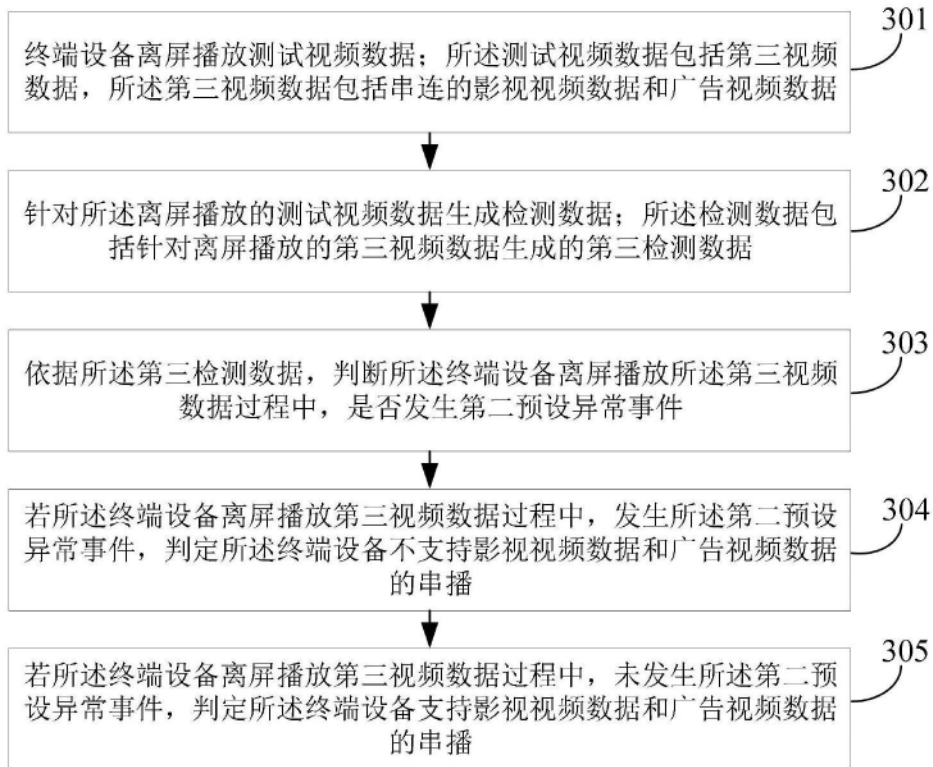 301
终端设备离屏播放测试视频数据；所述测试视频数据包括第三视频
数据，所述第三视频数据包括串连的影视视频数据和广告视频数据
302
针对所述离屏播放的测试视频数据生成检测数据；所述检测数据包
括针对离屏播放的第三视频数据生成的第三检测数据
303
依据所述第三检测数据，判断所述终端设备离屏播放所述第三视频
数据过程中，是否发生第二预设异常事件
304
若所述终端设备离屏播放第三视频数据过程中，发生所述第二预设
异常事件，判定所述终端设备不支持影视视频数据和广告视频数据
的串播
305
若所述终端设备离屏播放第三视频数据过程中，未发生所述第二预
设异常事件，判定所述终端设备支持影视视频数据和广告视频数据
的串播